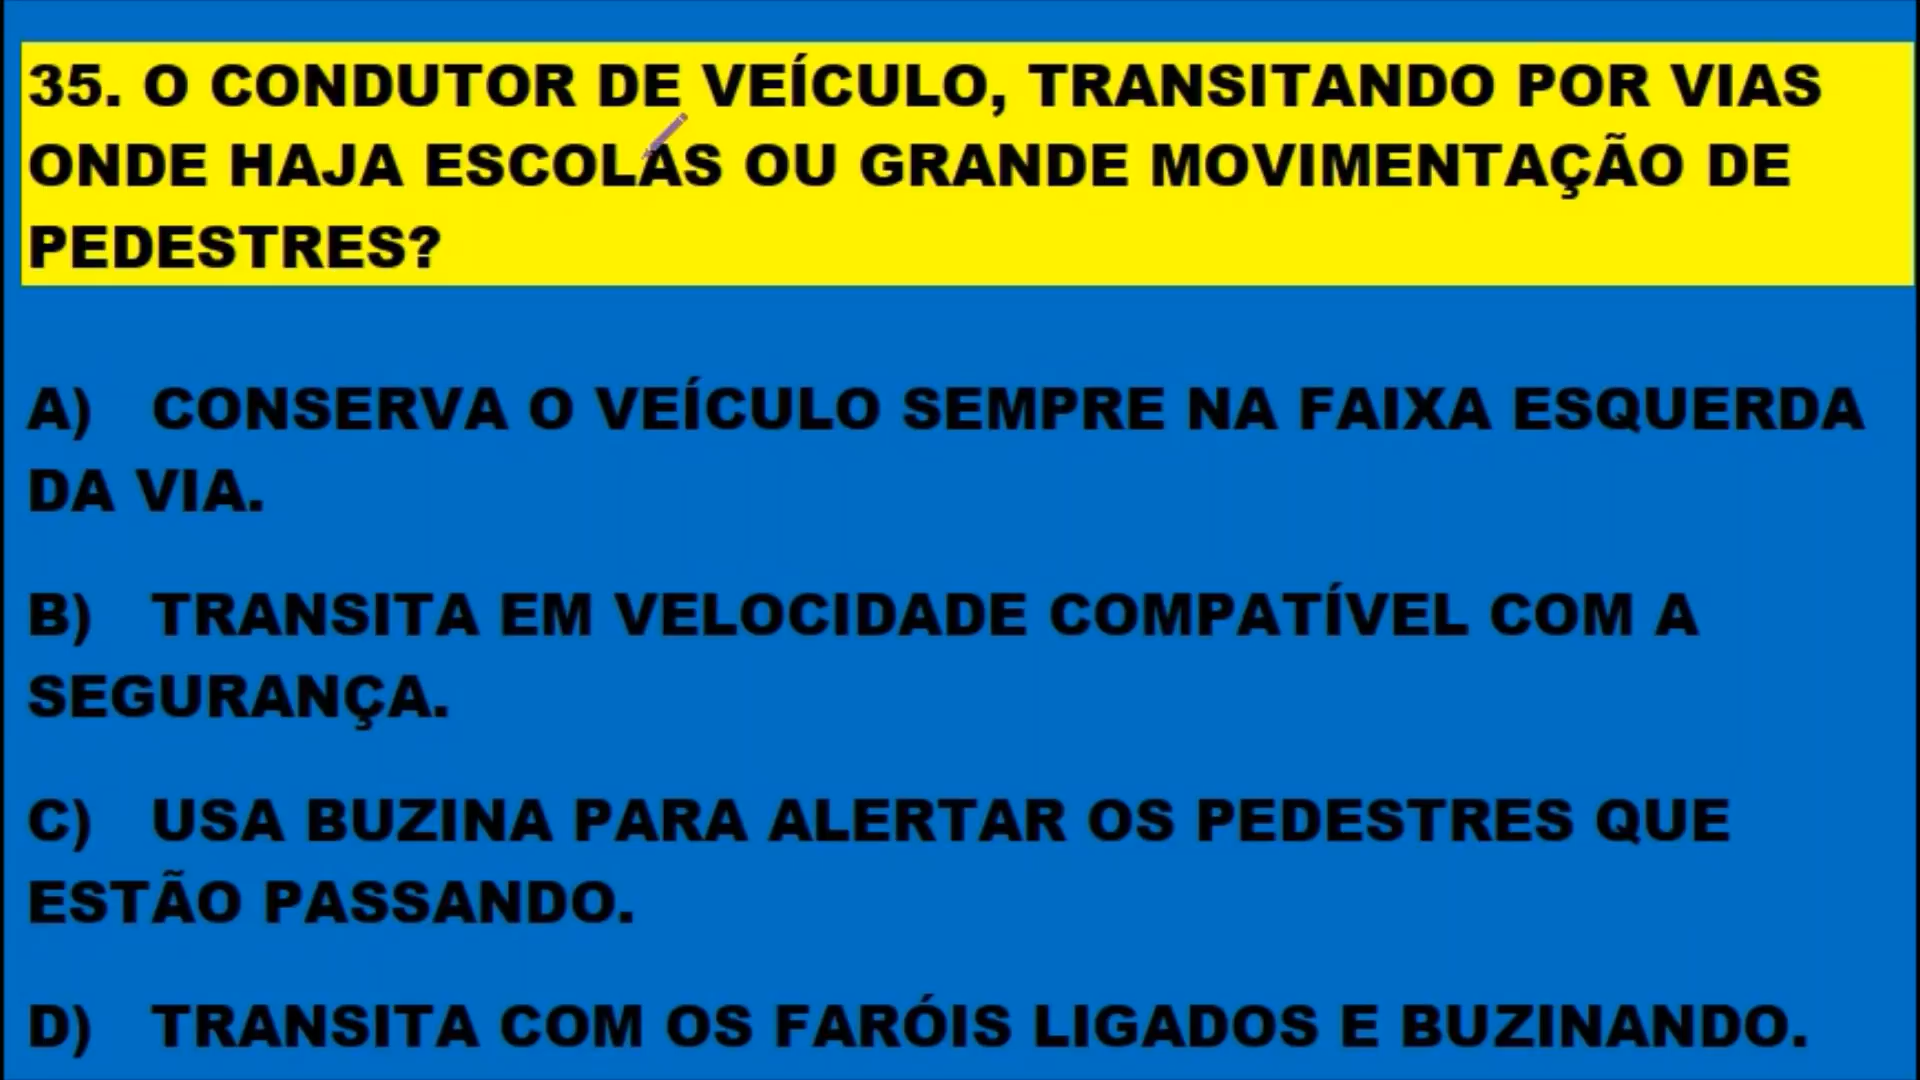 35. O CONDUTOR DE VEÍCULO, TRANSITANDO POR VIAS
ONDE HAJA ESCOLAS OU GRANDE MOVIMENTAÇÃO DE
PEDESTRES?
A) CONSERVA O VEÍCULO SEMPRE NA FAIXA ESQUERDA
DA VIA.
B) TRANSITA EM VELOCIDADE COMPATÍVEL COM A
SEGURANÇA.
C) USA BUZINA PARA ALERTAR OS PEDESTRES QUE
ESTÃO PASSANDO.
D) TRANSITA COM OS FARÓIS LIGADOS E BUZINANDO.